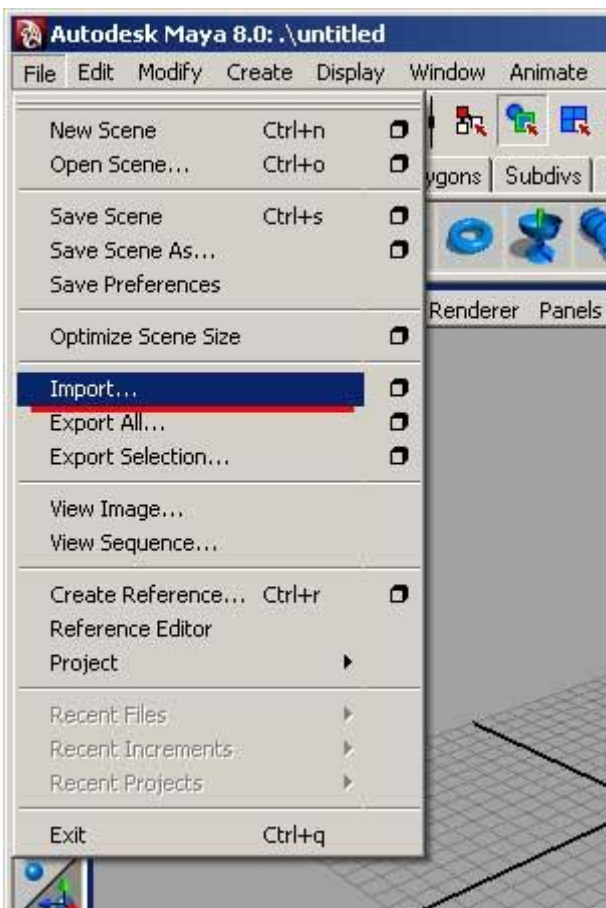 Autodesk Maya 8.0: .\untitled
File Edit Modify Create Display Window Animate
New Scene Ctrl+n
Open Scene... Ctrl+o
Subdivs
Save Scene Ctrl+s
Save Scene As...
Save Preferences
Renderer Panels
Optimize Scene Size
Import...
Export All...
Export Selection...
View Image...
View Sequence...
Create Reference... Ctrl+r
Reference Editor
Project
Recent Files
Recent Increments
Recent Projects
Exit Ctrl+q